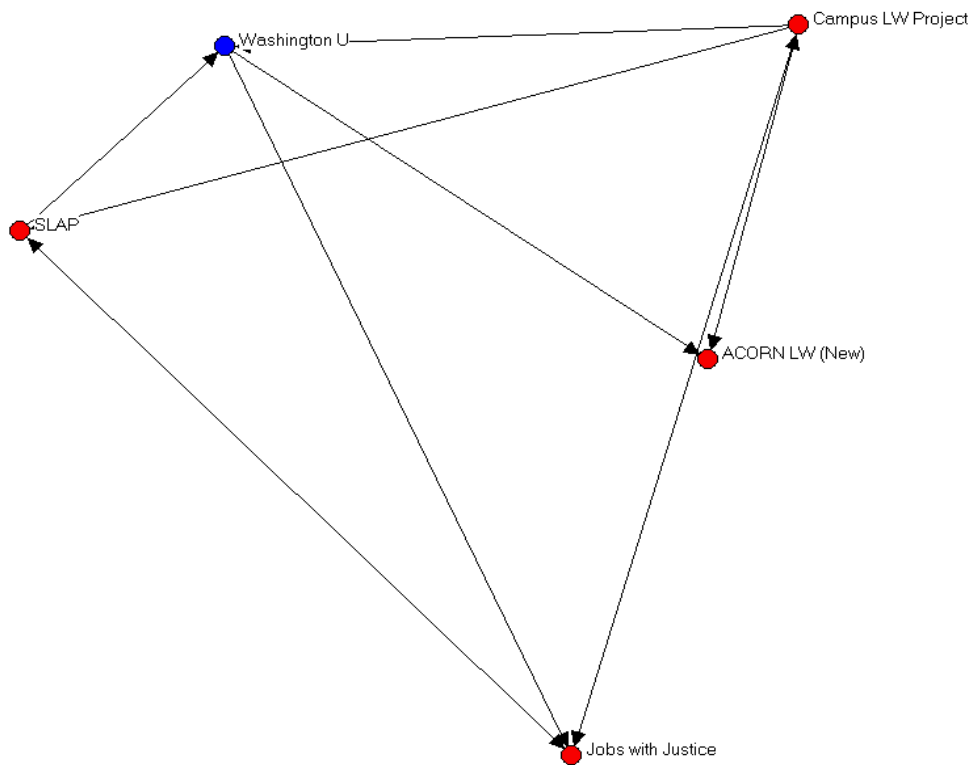 Campus LW Project
Washington U
SLAP
ACORN LW (New)
Jobs with Justice